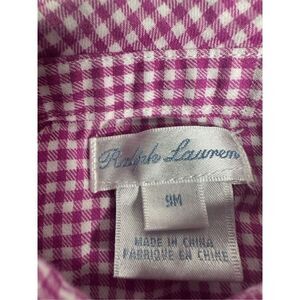 Ralph Lauren
9M
MADE IN CHINA
FABRIQUÉ EN CHINE